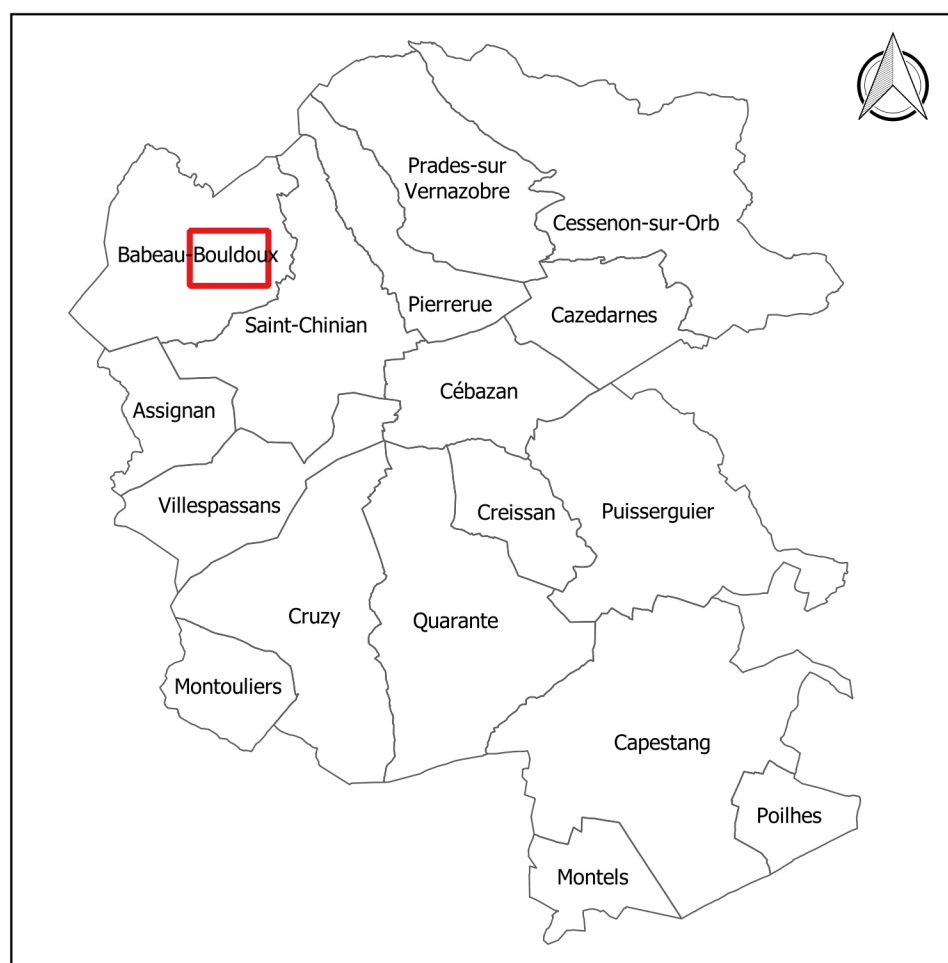 Prades-sur
Vernazobre
Cessenon-sur-Orb
Babeau-Bouldoux
Pierrerue
Cazedarnes
Saint-Chinian
Cébazan
Assignan
Villespassans
Creissan
Puisserguier
Cruzy
Quarante
Montouliers
Capestang
Poilhes
Montels